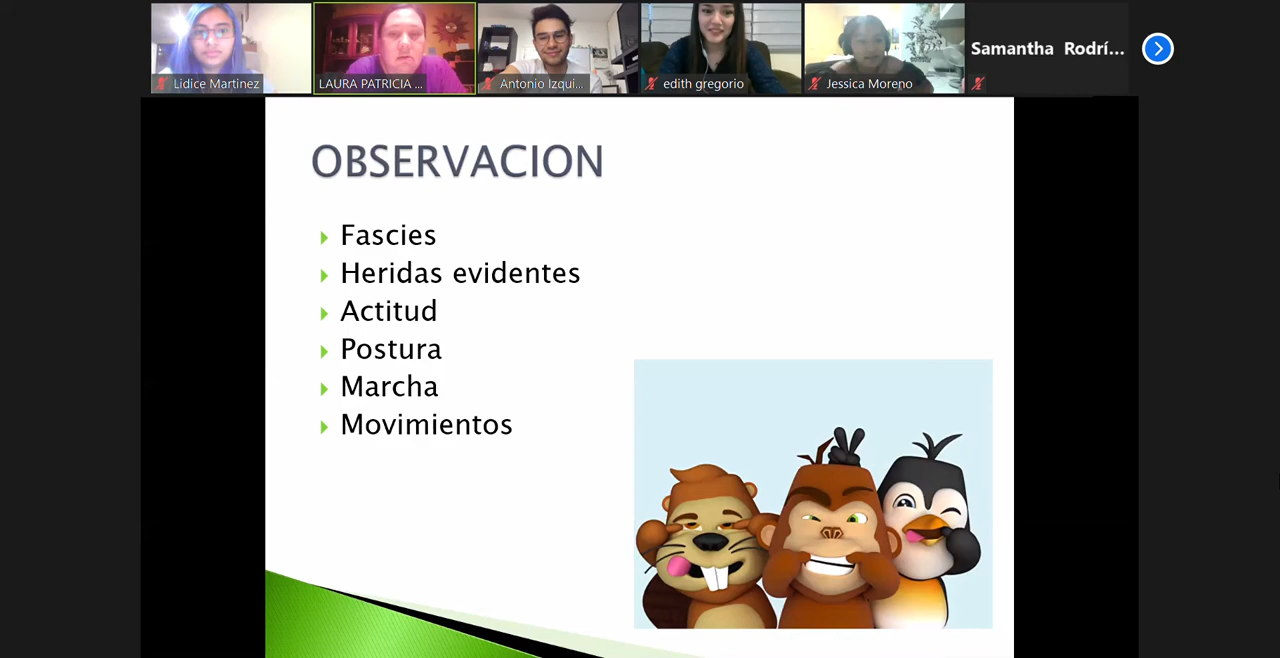 Lidice Martinez
LAURA PATRICIA ...
Antonio Izqui...
edith gregorio
Jessica Moreno
Samantha Rodrí...
OBSERVACION
Fascies
Heridas evidentes
Actitud
Postura
Marcha
Movimientos